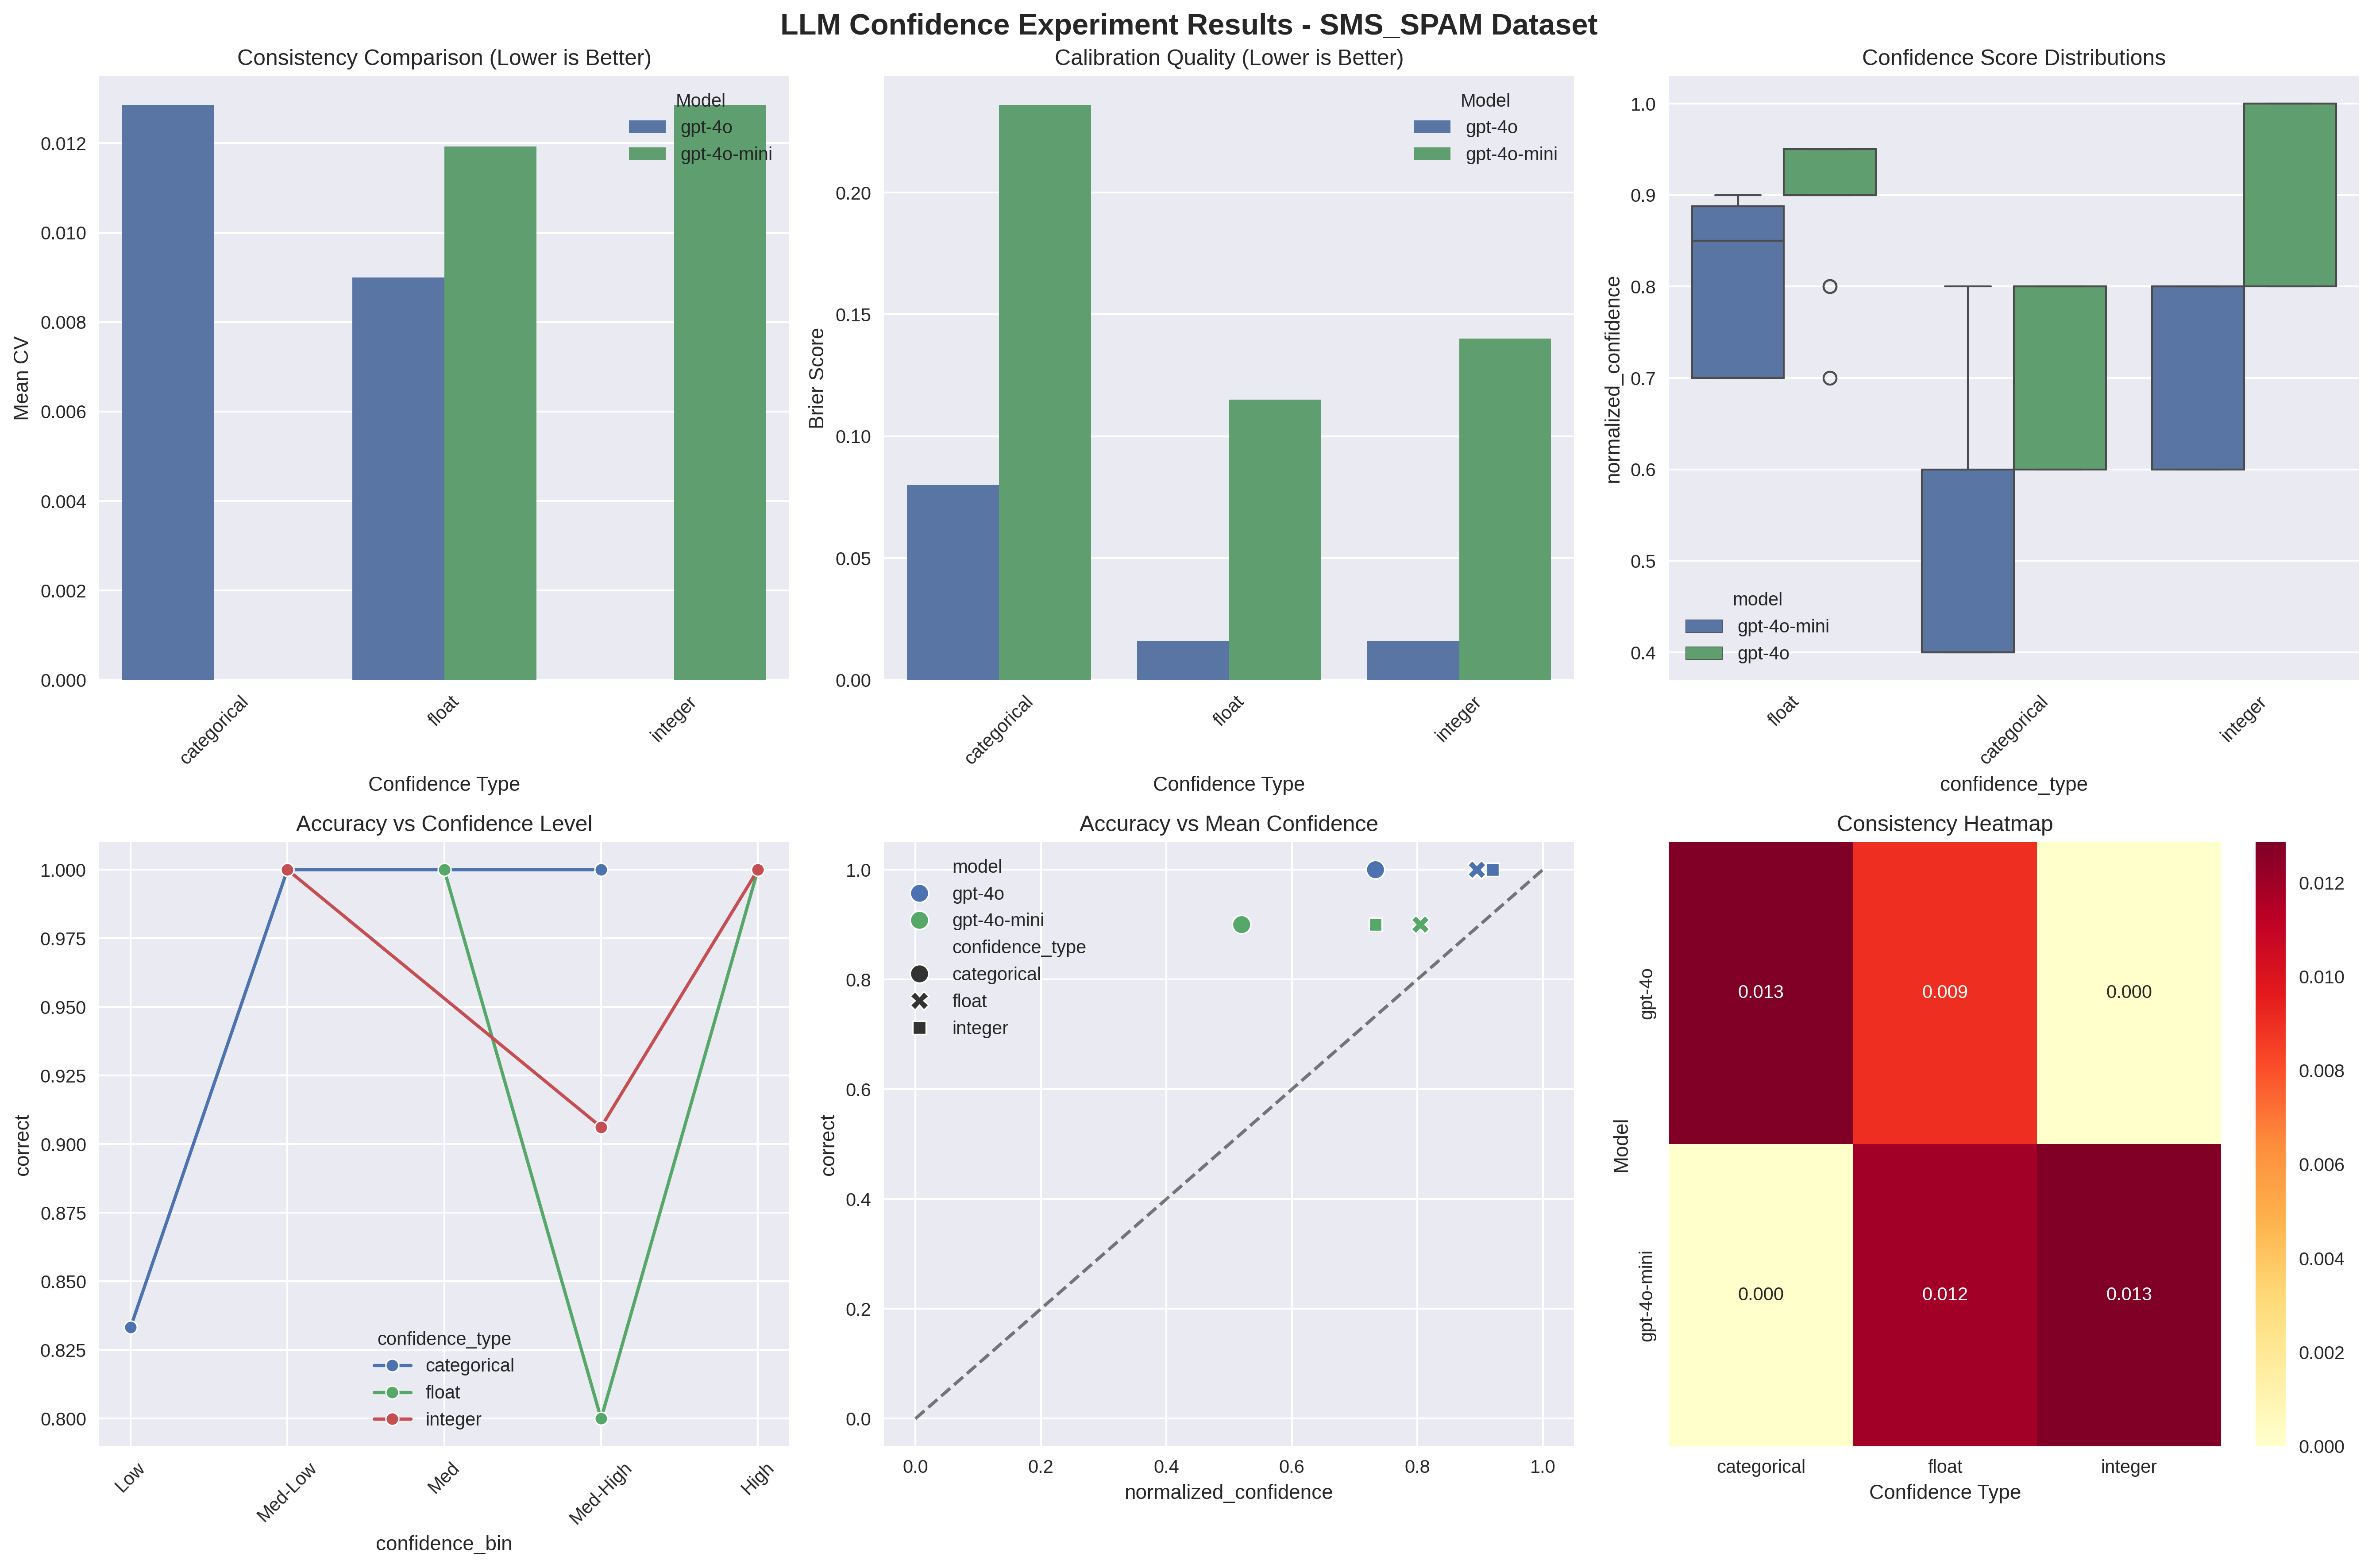 LLM Confidence Experiment Results - SMS_SPAM Dataset
Consistency Comparison (Lower is Better)
Model
gpt-4o
gpt-4o-mini
0.012
0.010
0.008
0.006
0.004
0.002
0.000
Mean CV
categorical
float
integer
Confidence Type
Calibration Quality (Lower is Better)
Model
gpt-4o
gpt-4o-mini
0.20
0.15
0.10
0.05
0.00
Brier Score
categorical
float
integer
Confidence Type
Confidence Score Distributions
1.0
0.9
0.8
0.7
0.6
0.5
0.4
normalized_confidence
model
gpt-4o-mini
gpt-4o
float
categorical
integer
confidence_type
Accuracy vs Confidence Level
1.000
0.975
0.950
0.925
0.900
0.875
0.850
0.825
0.800
correct
confidence_type
categorical
float
integer
Low
Med-Low
Med
Med-High
High
confidence_bin
Accuracy vs Mean Confidence
1.0
0.8
0.6
0.4
0.2
0.0
correct
model
gpt-4o
gpt-4o-mini
confidence_type
categorical
float
integer
0.0
0.2
0.4
0.6
0.8
1.0
normalized_confidence
Consistency Heatmap
Model
gpt-4o
gpt-4o-mini
0.013
0.009
0.000
0.000
0.012
0.013
categorical
float
integer
Confidence Type
0.012
0.010
0.008
0.006
0.004
0.002
0.000